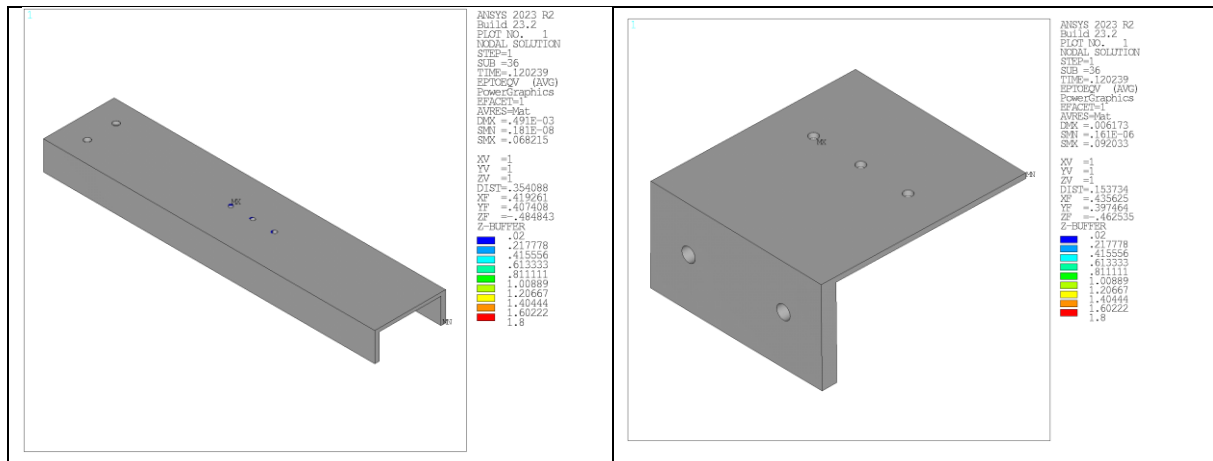 1
ANSYS 2023 R2
Build 23.2
PLOT NO. 1
NODAL SOLUTION
STEP=1
SUB =36
TIME=.120239
EPTOEQV (AVG)
PowerGraphics
EFACET=1
AVRES=Mat
DMX =.491E-03
SMN =.181E-08
SMX =.068215
XV =1
YV =1
ZV =1
DIST=.354088
XF =.419261
YF =.407408
ZF =-.484843
Z-BUFFER
.02
.217778
.415556
.613333
.811111
1.00889
1.20667
1.40444
1.60222
1.8
MX
MN
1
ANSYS 2023 R2
Build 23.2
PLOT NO. 1
NODAL SOLUTION
STEP=1
SUB =36
TIME=.120239
EPTOEQV (AVG)
PowerGraphics
EFACET=1
AVRES=Mat
DMX =.006173
SMN =.161E-06
SMX =.092033
XV =1
YV =1
ZV =1
DIST=.153734
XF =.435625
YF =.397464
ZF =-.462535
Z-BUFFER
.02
.217778
.415556
.613333
.811111
1.00889
1.20667
1.40444
1.60222
1.8
MX
MN